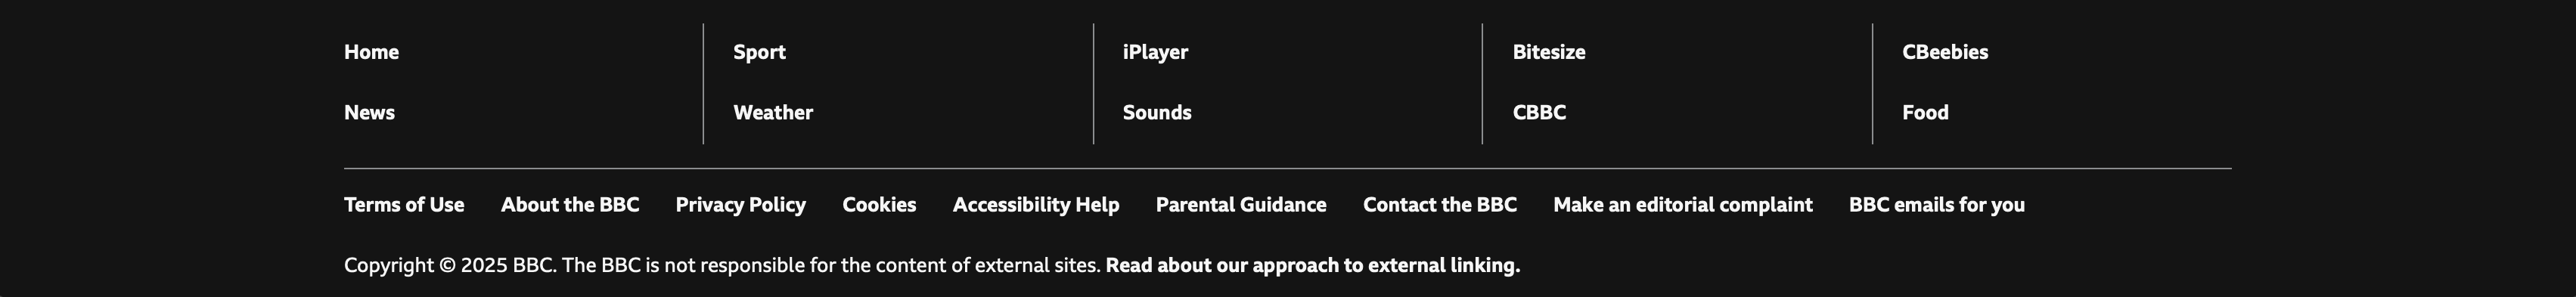 Home Sport iPlayer Bitesize CBeebies
News Weather Sounds CBBC Food
Terms of Use About the BBC Privacy Policy Cookies Accessibility Help Parental Guidance Contact the BBC Make an editorial complaint BBC emails for you
Copyright © 2025 BBC. The BBC is not responsible for the content of external sites. Read about our approach to external linking.